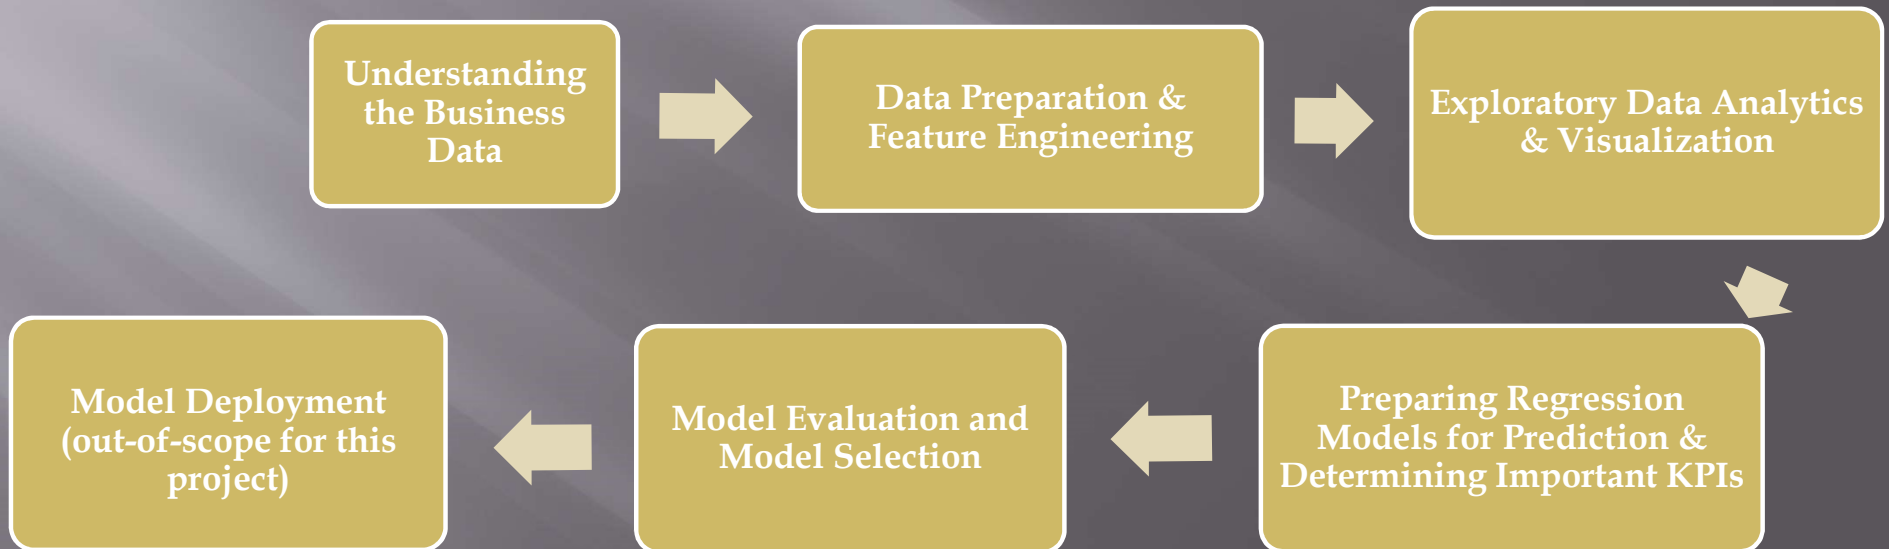 Understanding
the Business
Data
Data Preparation &
Feature Engineering
Exploratory Data Analytics
& Visualization
Preparing Regression
Models for Prediction &
Determining Important KPIs
Model Evaluation and
Model Selection
Model Deployment
(out-of-scope for this
project)